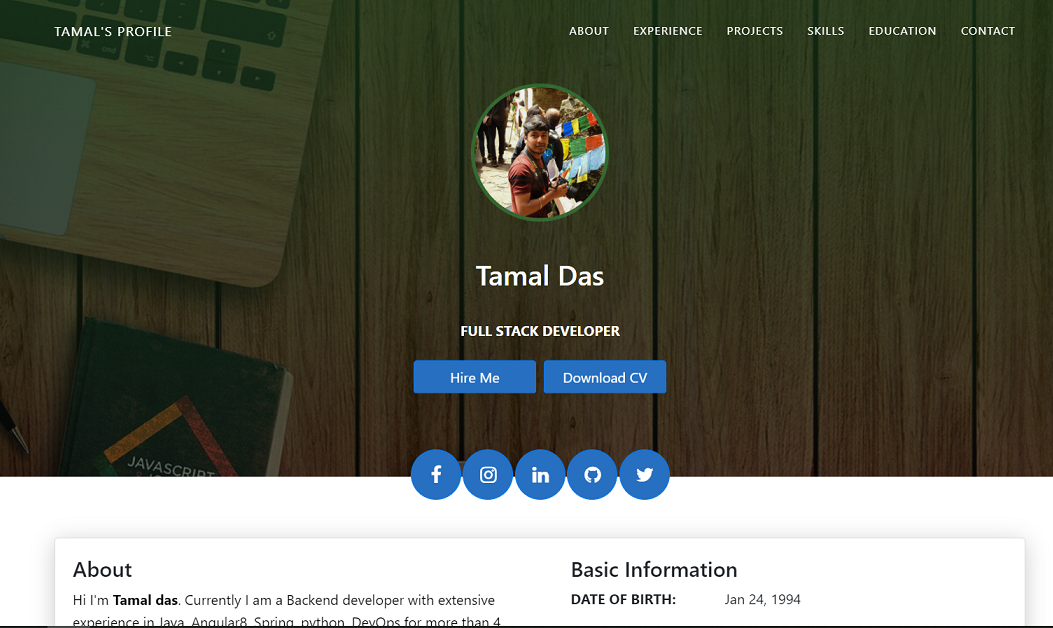 TAMAL'S PROFILE
ABOUT EXPERIENCE PROJECTS SKILLS EDUCATION CONTACT
Tamal Das
FULL STACK DEVELOPER
Hire Me Download CV
JAVASCRIPT
About
Hi I'm Tamal das. Currently I am a Backend developer with extensive
experience in Java, Angular8, Spring, python, DevOps for more than 4
Basic Information
DATE OF BIRTH: Jan 24, 1994